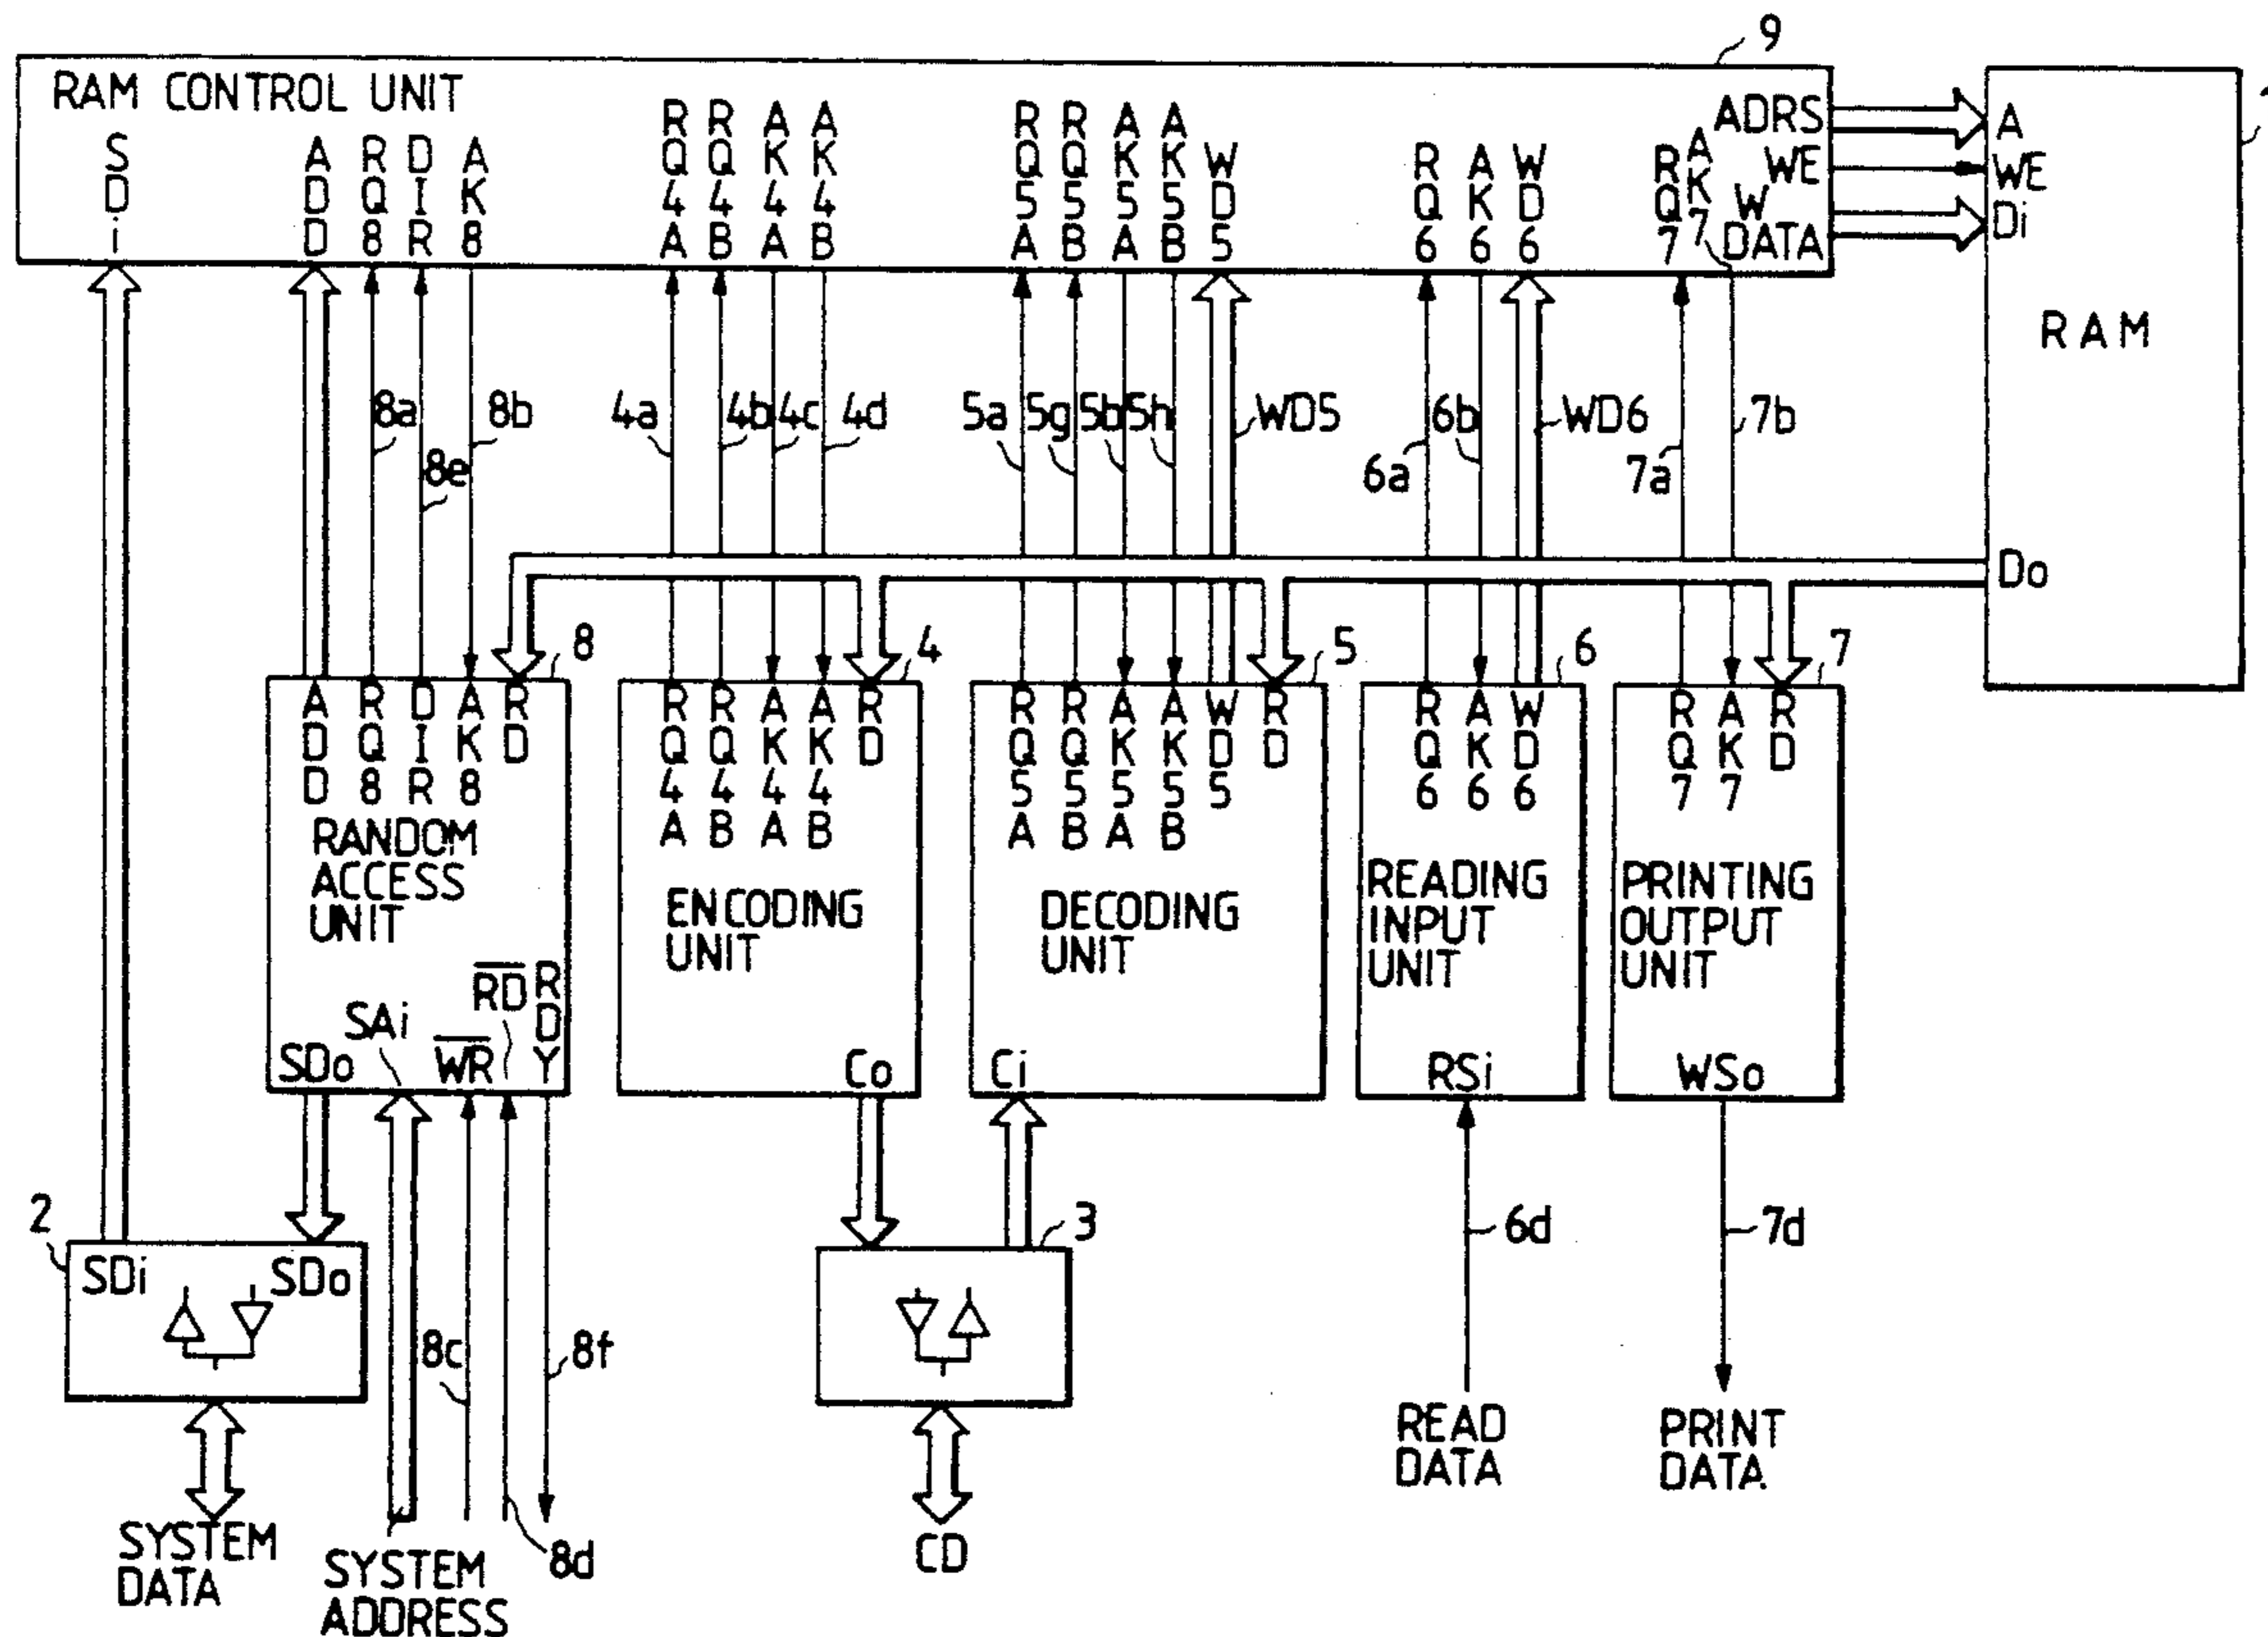 9
RAM CONTROL UNIT
SDi
ADD
RQ8
DIR
AK8
RQ4A
RQ4B
AK4A
AK4B
RQ5A
RQ5B
AK5A
AK5B
WD5
RQ6
AK6
WD6
RQ7
AK7
ADRS
WE
W DATA
A
WE
Di
RAM
Do
8a
8e
8b
4a
4b
4c
4d
5a
5g
5b
5h
WD5
6a
6b
WD6
7a
7b
8
4
5
6
7
ADD
RQ8
DIR
AK8
RD
RANDOM
ACCESS
UNIT
SDo
SAi
WR
RD
RDY
RQ4A
RQ4B
AK4A
AK4B
RD
ENCODING
UNIT
Co
RQ5A
RQ5B
AK5A
AK5B
WD5
RD
DECODING
UNIT
Ci
RQ6
AK6
WD6
READING
INPUT
UNIT
RSi
RQ7
AK7
RD
PRINTING
OUTPUT
UNIT
WSo
2
SDi
SDo
3
8c
8f
8d
6d
7d
SYSTEM
DATA
SYSTEM
ADDRESS
CD
READ
DATA
PRINT
DATA